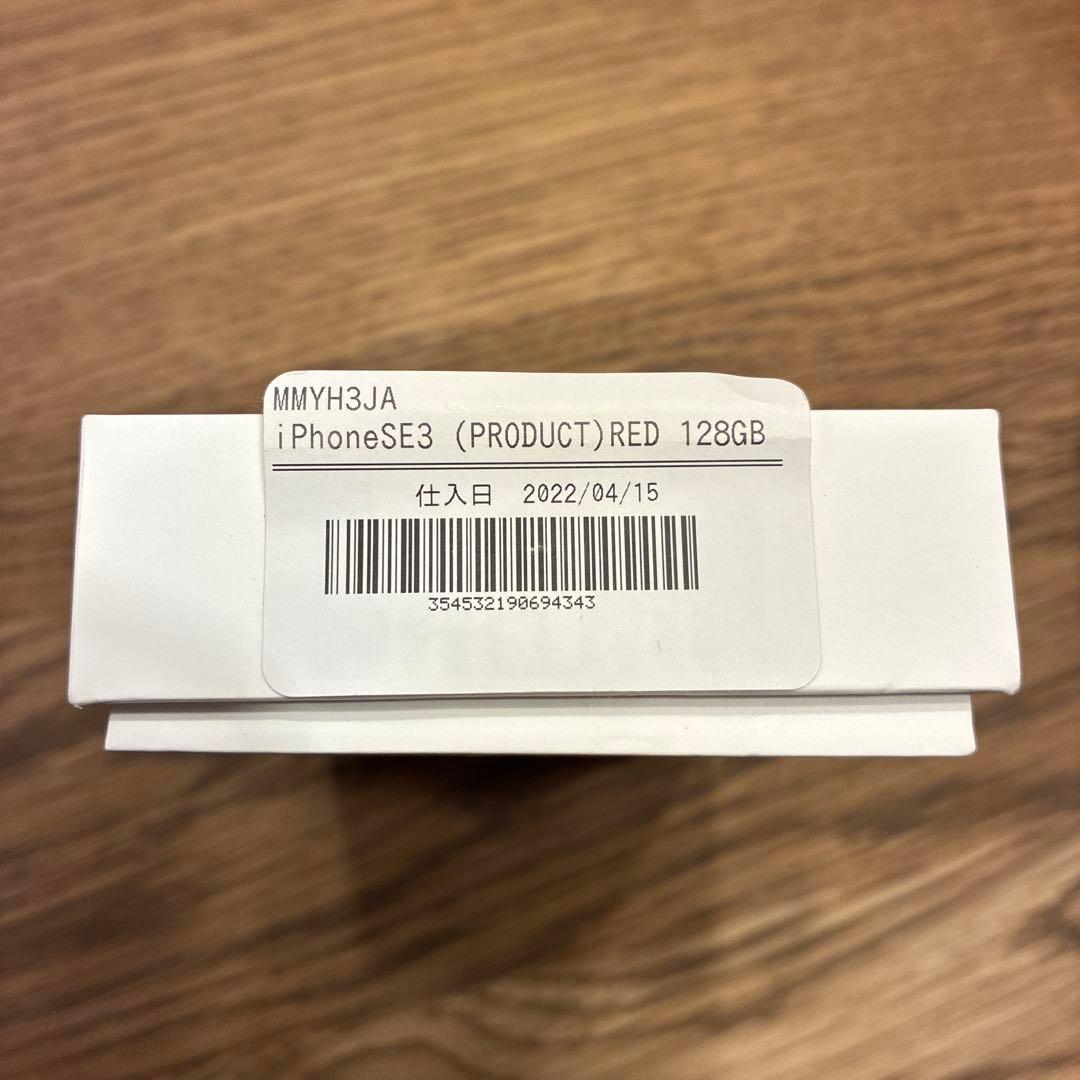 MMYH3JA
iPhoneSE3 (PRODUCT)RED 128GB
仕入日 2022/04/15
354532190694343